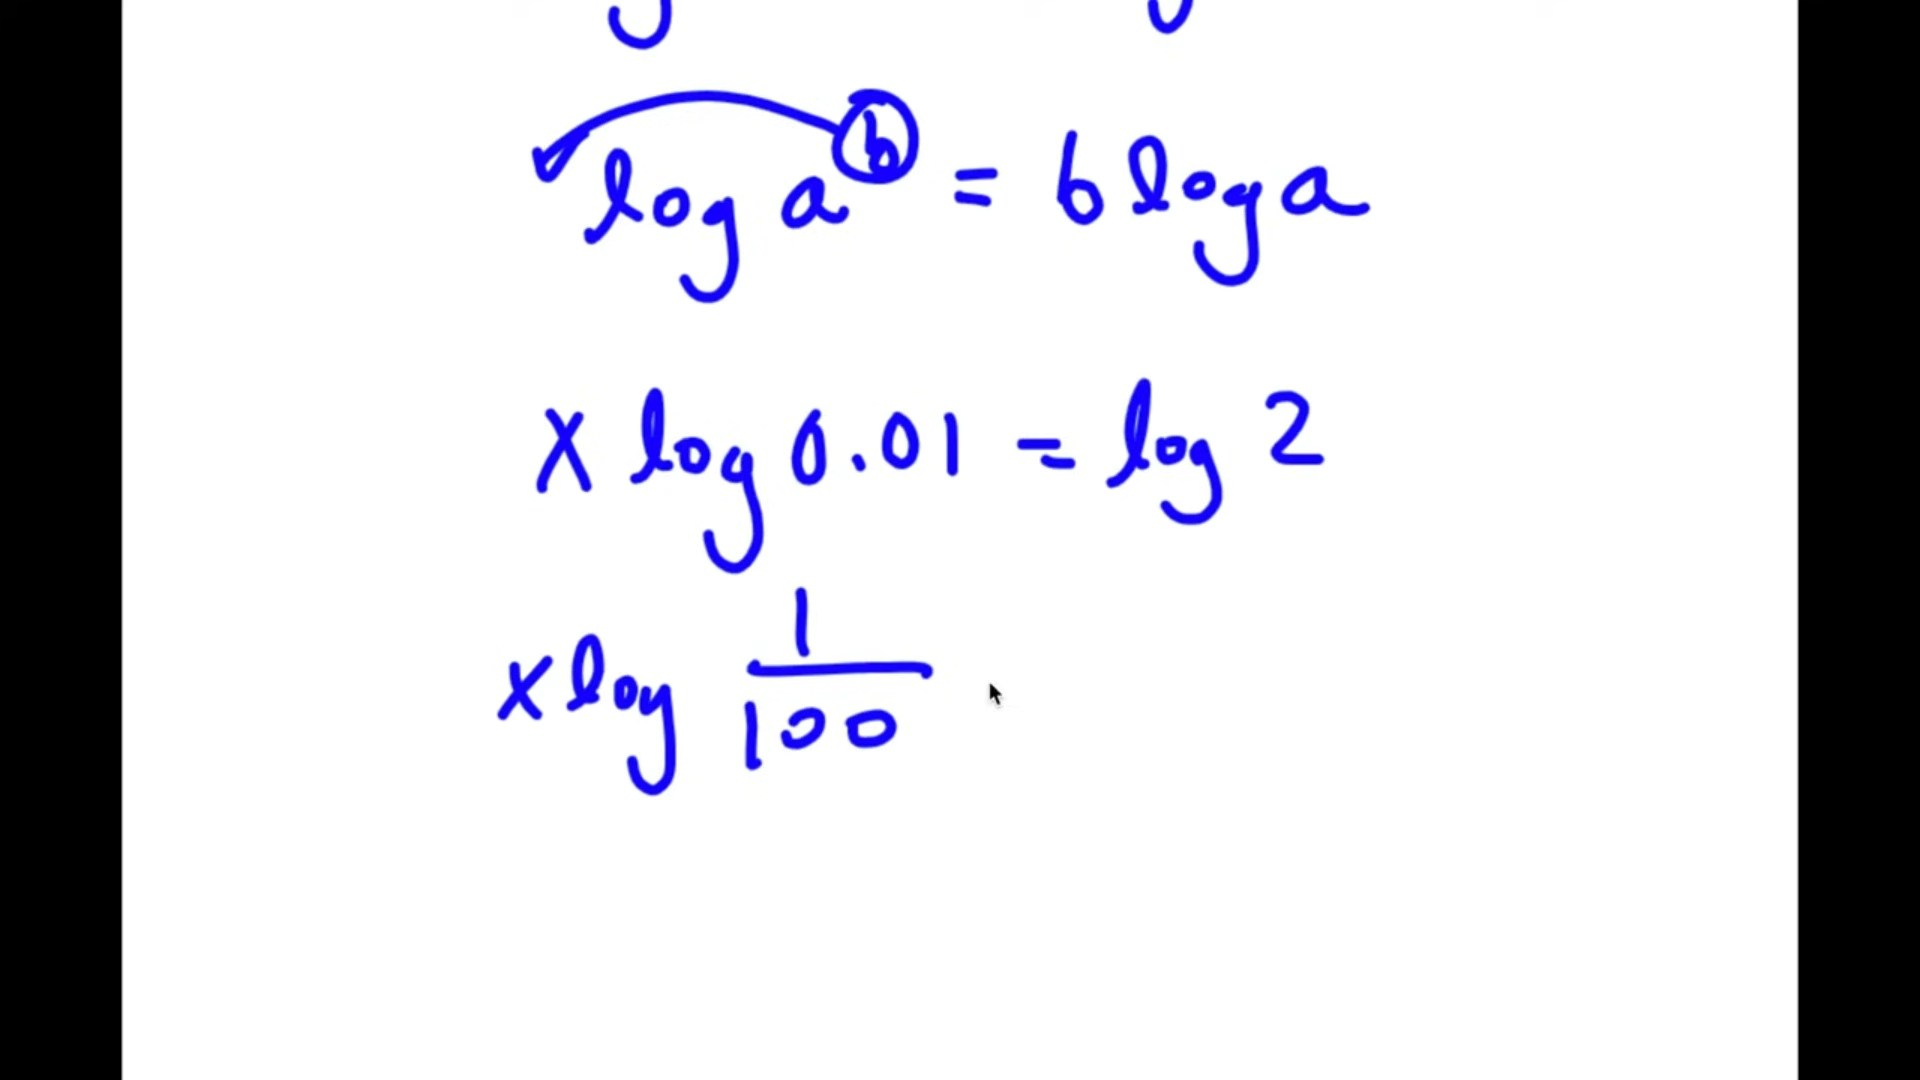 log a^b = b log a
x log 0.01 = log 2
x log 1/100